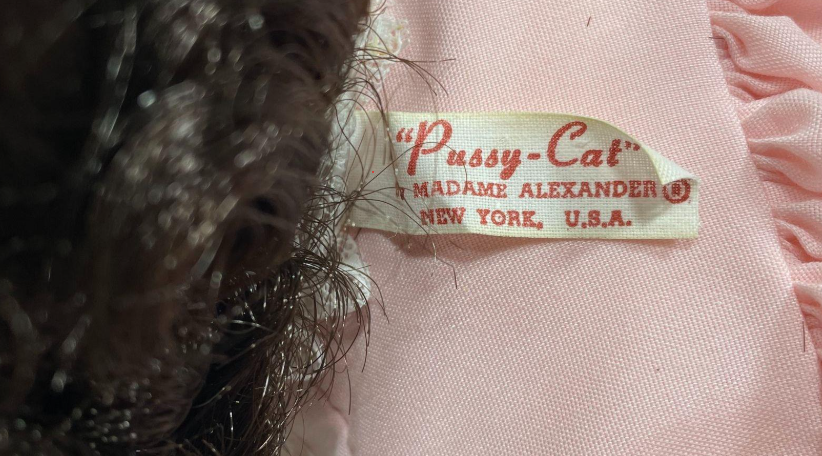 "Pussy-Cat"
MADAME ALEXANDER®
NEW YORK, U.S.A.